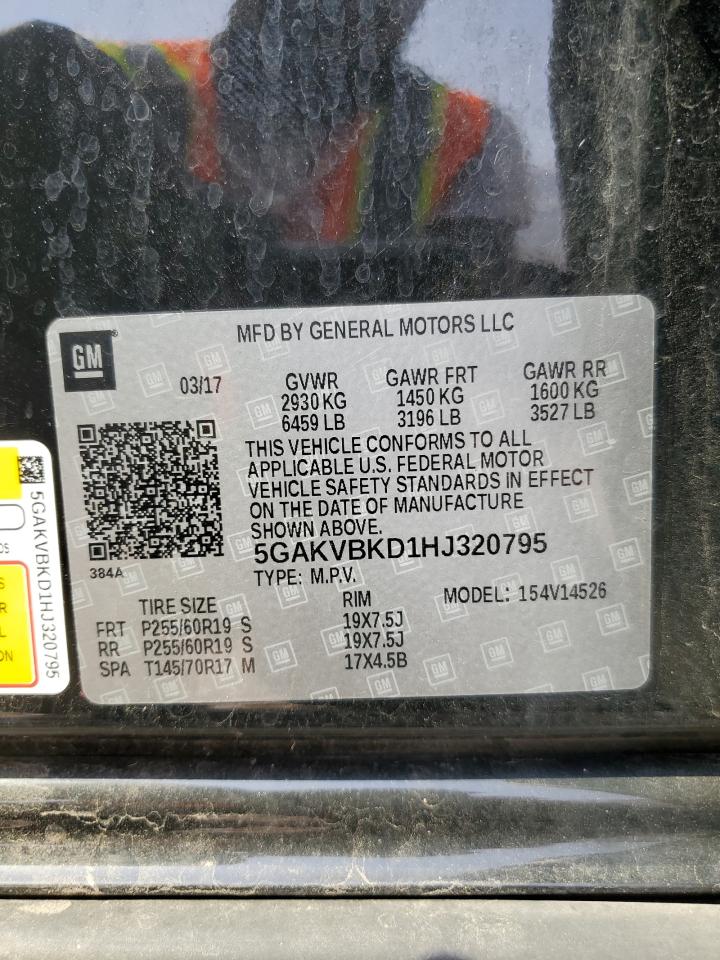 MFD BY GENERAL MOTORS LLC
GM
03/17
GVWR GAWR FRT GAWR RR
2930 KG 1450 KG 1600 KG
6459 LB 3196 LB 3527 LB
THIS VEHICLE CONFORMS TO ALL
APPLICABLE U.S. FEDERAL MOTOR
VEHICLE SAFETY STANDARDS IN EFFECT
ON THE DATE OF MANUFACTURE
SHOWN ABOVE.
5GAKVBKD1HJ320795
384A
TYPE: M.P.V. MODEL: 154V14526
TIRE SIZE RIM
FRT P255/60R19 S 19X7.5J
RR P255/60R19 S 19X7.5J
SPA T145/70R17 M 17X4.5B
5GAKVBKD1HJ320795